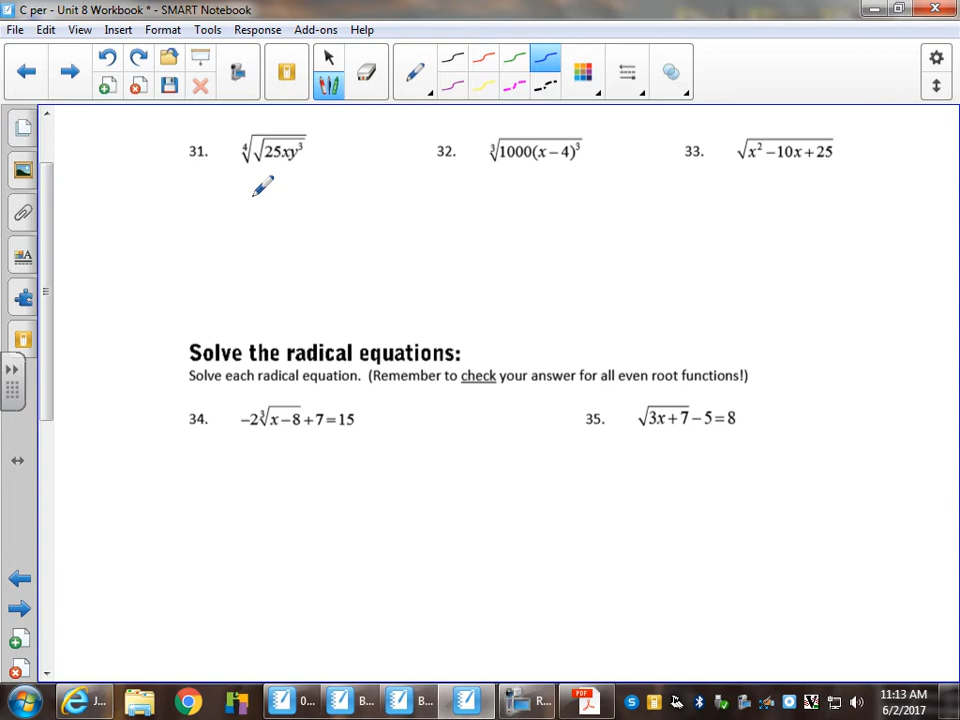 C per - Unit 8 Workbook * - SMART Notebook
File Edit View Insert Format Tools Response Add-ons Help
31. ∜√25xy³ 32. ∛1000(x−4)³ 33. √x²−10x+25
Solve the radical equations:
Solve each radical equation. (Remember to check your answer for all even root functions!)
34. −2∛x−8+7=15 35. √3x+7−5=8
J... 0... B... B... R... PDF 11:13 AM
6/2/2017